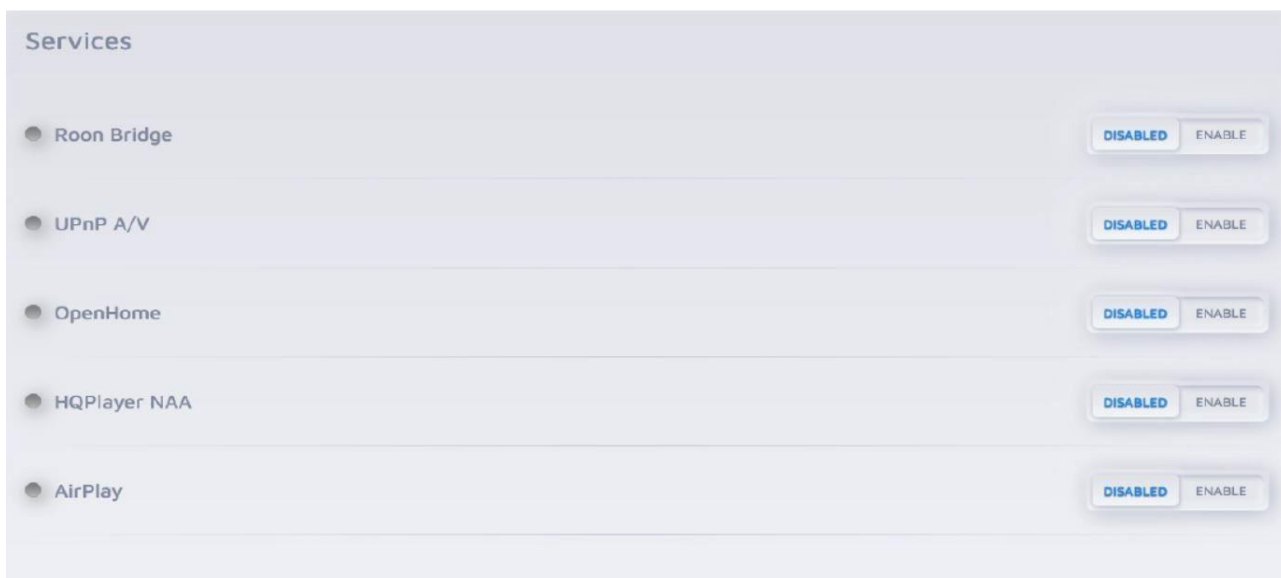 Services
Roon Bridge DISABLED ENABLE
UPnP A/V DISABLED ENABLE
OpenHome DISABLED ENABLE
HQPlayer NAA DISABLED ENABLE
AirPlay DISABLED ENABLE